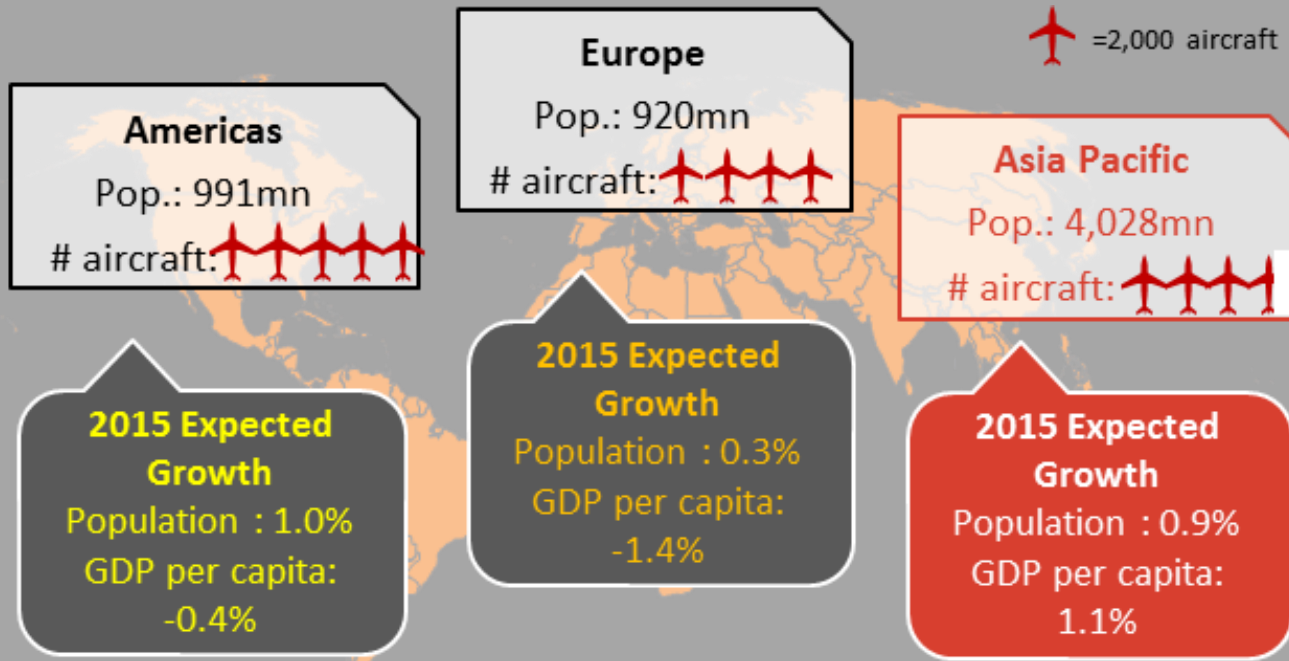 =2,000 aircraft
Americas
Pop.: 991mn
# aircraft:
Europe
Pop.: 920mn
# aircraft:
Asia Pacific
Pop.: 4,028mn
# aircraft:
2015 Expected
Growth
Population : 1.0%
GDP per capita:
-0.4%
2015 Expected
Growth
Population : 0.3%
GDP per capita:
-1.4%
2015 Expected
Growth
Population : 0.9%
GDP per capita:
1.1%